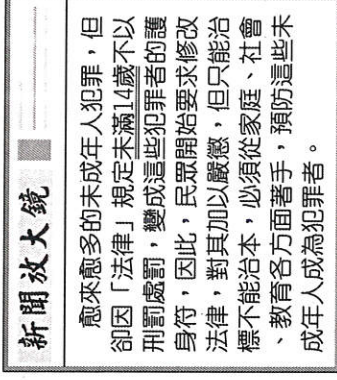 新聞放大鏡
愈來愈多的未成年人犯罪，但
卻因「法律」規定未滿14歲不以
刑罰處罰，變成這些犯罪者的護
身符，因此，民眾開始要求修改
法律，對其加以嚴懲，但只能治
標不能治本，必須從家庭、社會
、教育各方面著手，預防這些未
成年人成為犯罪者。